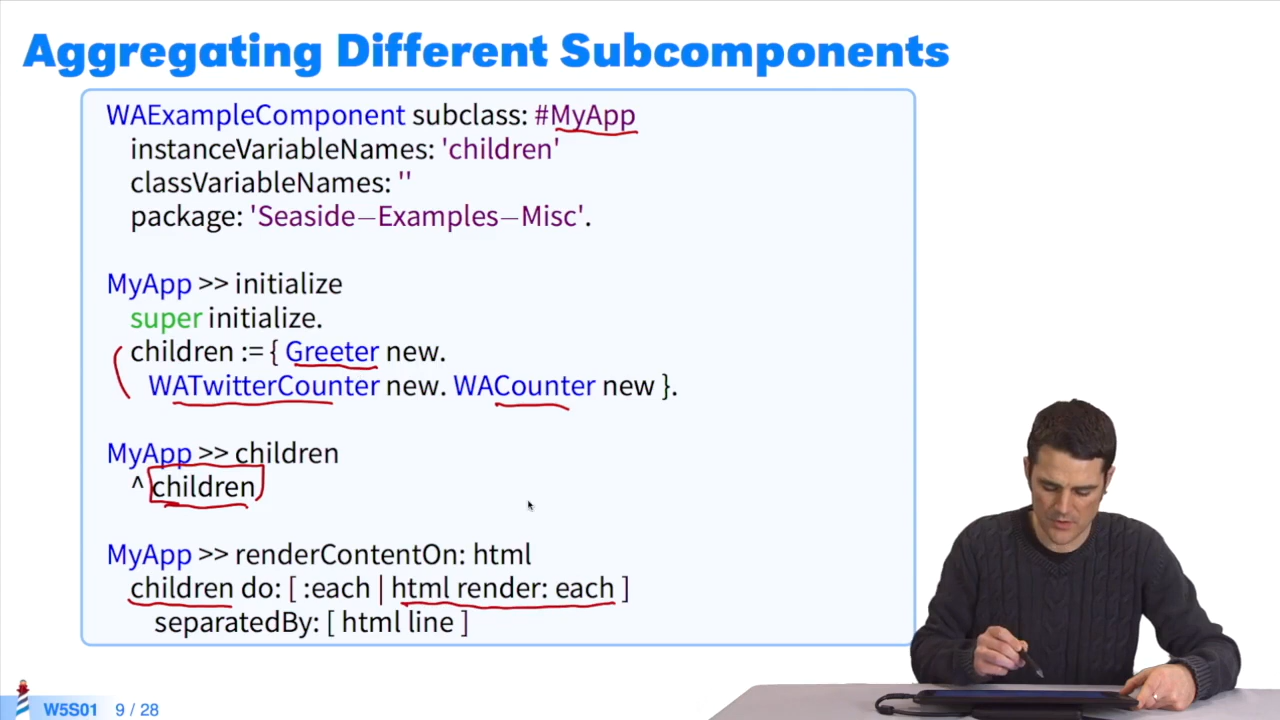 Aggregating Different Subcomponents
WAExampleComponent subclass: #MyApp
instanceVariableNames: 'children'
classVariableNames: ''
package: 'Seaside–Examples–Misc'.
MyApp >> initialize
super initialize.
children := { Greeter new.
WATwitterCounter new. WACounter new }.
MyApp >> children
^ children
MyApp >> renderContentOn: html
children do: [ :each | html render: each ]
separatedBy: [ html line ]
W5S01 9 / 28